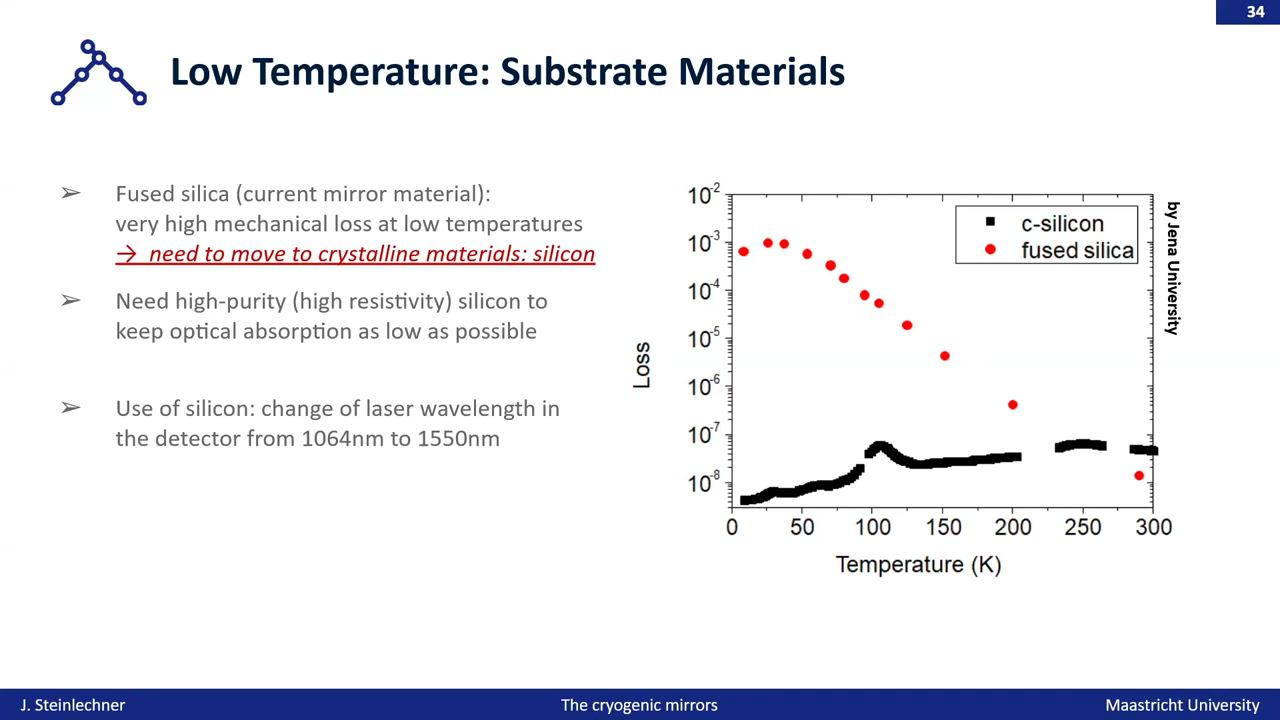 34
Low Temperature: Substrate Materials
➢ Fused silica (current mirror material):
very high mechanical loss at low temperatures
→ need to move to crystalline materials: silicon
➢ Need high-purity (high resistivity) silicon to
keep optical absorption as low as possible
➢ Use of silicon: change of laser wavelength in
the detector from 1064nm to 1550nm
c-silicon
fused silica
by Jena University
Loss
10⁻²
10⁻³
10⁻⁴
10⁻⁵
10⁻⁶
10⁻⁷
10⁻⁸
0 50 100 150 200 250 300
Temperature (K)
J. Steinlechner The cryogenic mirrors Maastricht University